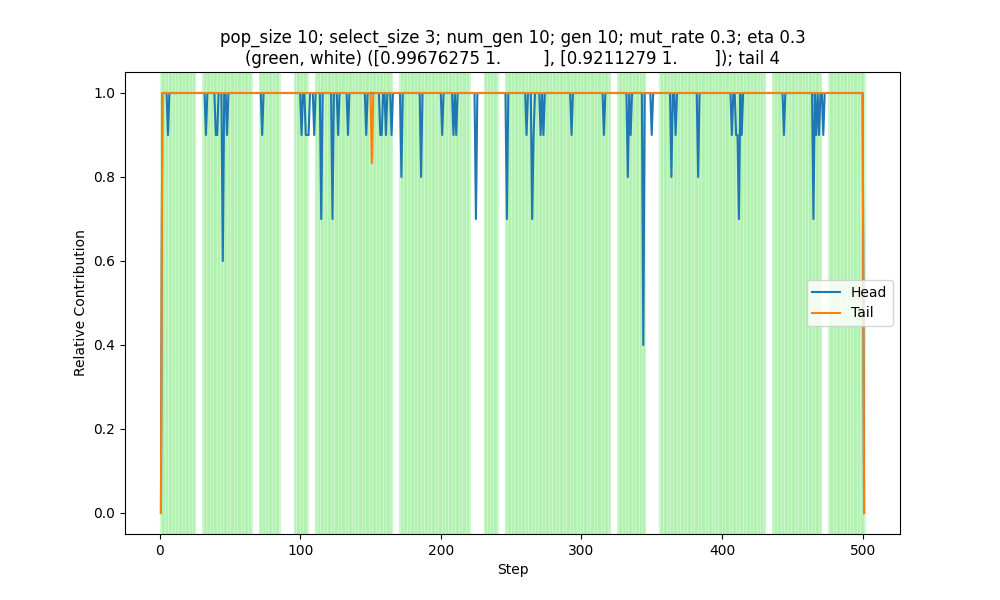 pop_size 10; select_size 3; num_gen 10; gen 10; mut_rate 0.3; eta 0.3
(green, white) ([0.99676275 1.        ], [0.9211279 1.        ]); tail 4
1.0
0.8
0.6
0.4
0.2
0.0
Relative Contribution
Head
Tail
0
100
200
300
400
500
Step